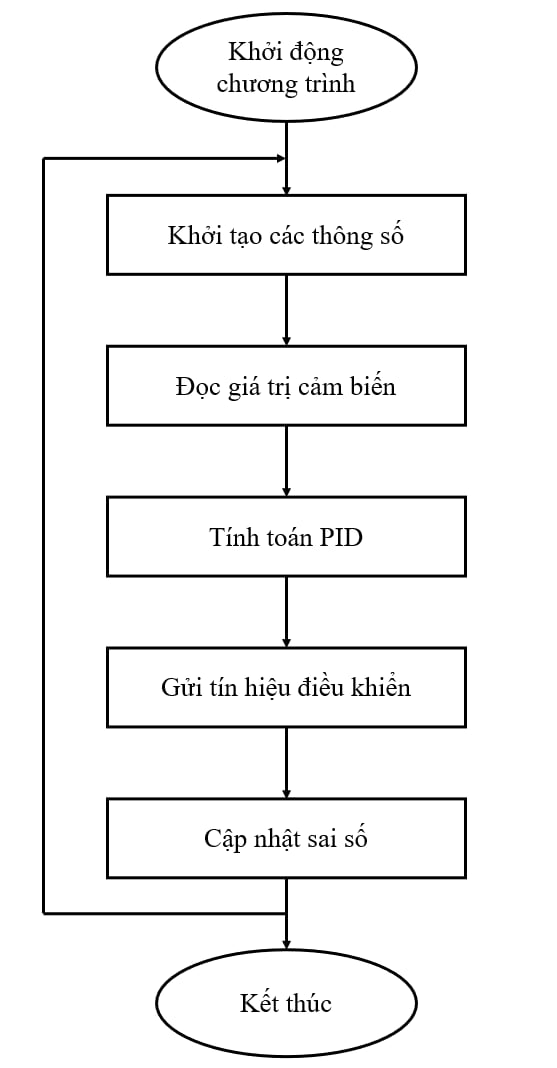 Khởi động
chương trình
Khởi tạo các thông số
Đọc giá trị cảm biến
Tính toán PID
Gửi tín hiệu điều khiển
Cập nhật sai số
Kết thúc